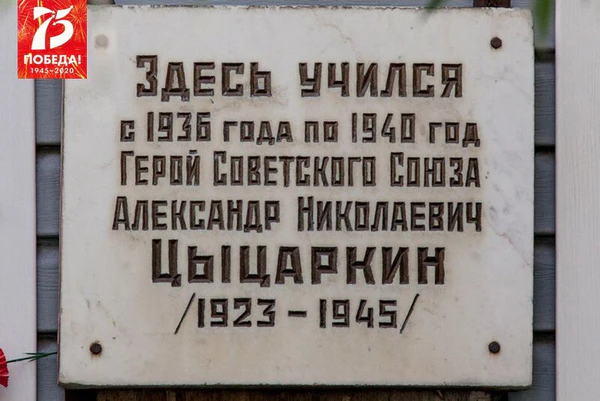 75
ПОБЕДА!
1945–2020
Здесь учился
с 1936 года по 1940 год
Герой Советского Союза
Александр Николаевич
Цыцаркин
/1923 – 1945/